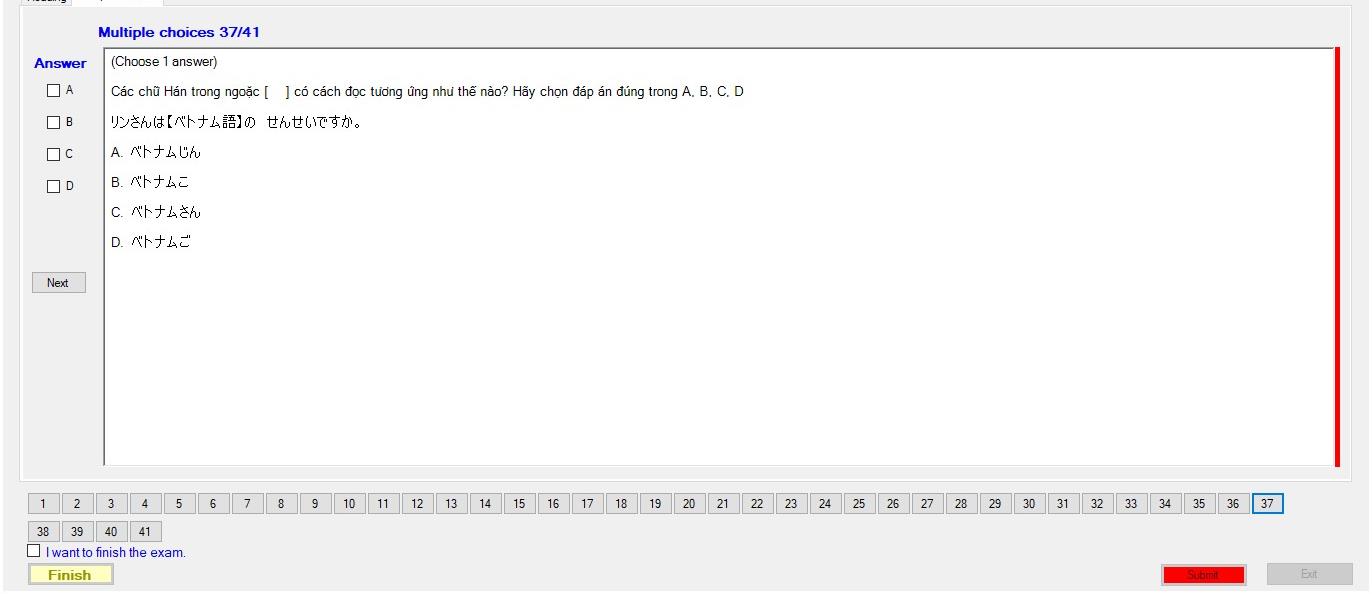 Multiple choices 37/41
Answer
(Choose 1 answer)
A
Các chữ Hán trong ngoặc [ ] có cách đọc tương ứng như thế nào? Hãy chọn đáp án đúng trong A, B, C, D
B
リンさんは【ベトナム語】の せんせいですか。
C
A. ベトナムじん
D
B. ベトナムこ
C. ベトナムさん
D. ベトナムご
Next
1 2 3 4 5 6 7 8 9 10 11 12 13 14 15 16 17 18 19 20 21 22 23 24 25 26 27 28 29 30 31 32 33 34 35 36 37
38 39 40 41
I want to finish the exam.
Finish
Submit
Exit